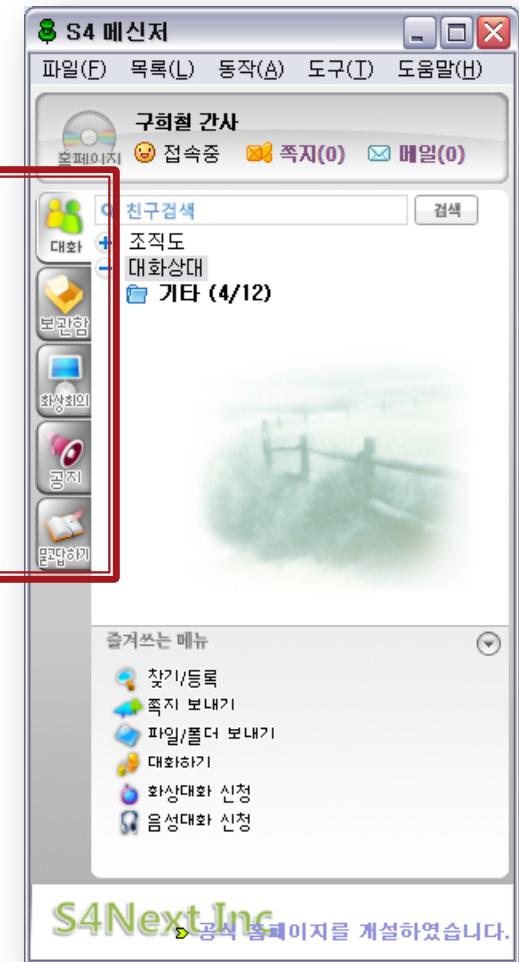 S4 메신저
파일(F) 목록(L) 동작(A) 도구(T) 도움말(H)
구희철 간사
홈페이지 접속중 쪽지(0) 메일(0)
친구검색 검색
대화
조직도
대화상대
기타 (4/12)
보관함
화상회의
공지
묻고답하기
즐겨쓰는 메뉴
찾기/등록
쪽지 보내기
파일/폴더 보내기
대화하기
화상대화 신청
음성대화 신청
S4Next Inc
공식 홈페이지를 개설하였습니다.